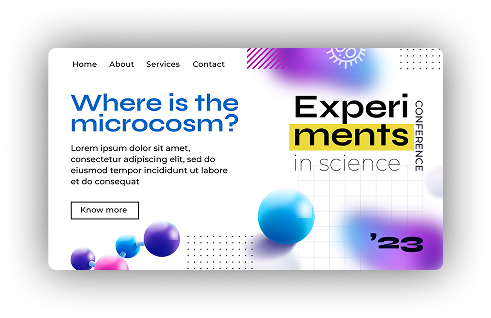 Home About Services Contact
Where is the
microcosm?
Lorem ipsum dolor sit amet,
consectetur adipiscing elit, sed do
eiusmod tempor incididunt ut labore
et do consequat
Know more
Experi
ments
in science
CONFERENCE
'23